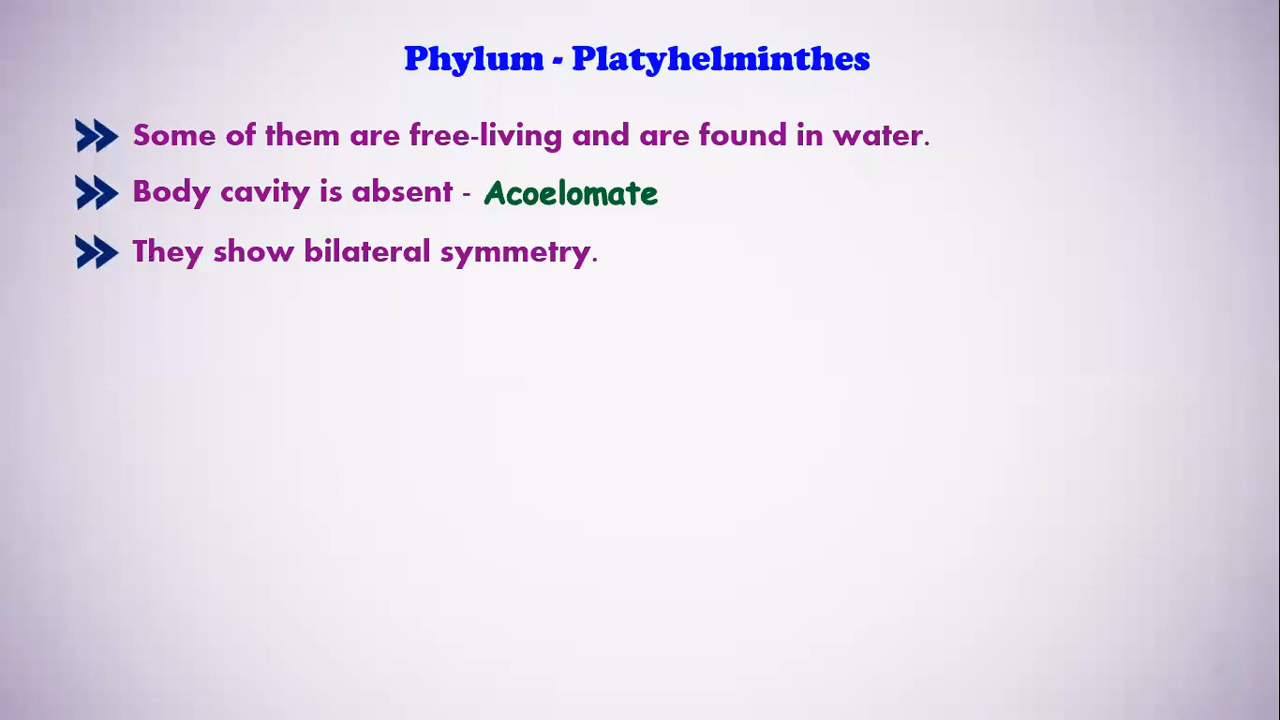 Phylum - Platyhelminthes
Some of them are free-living and are found in water.
Body cavity is absent - Acoelomate
They show bilateral symmetry.